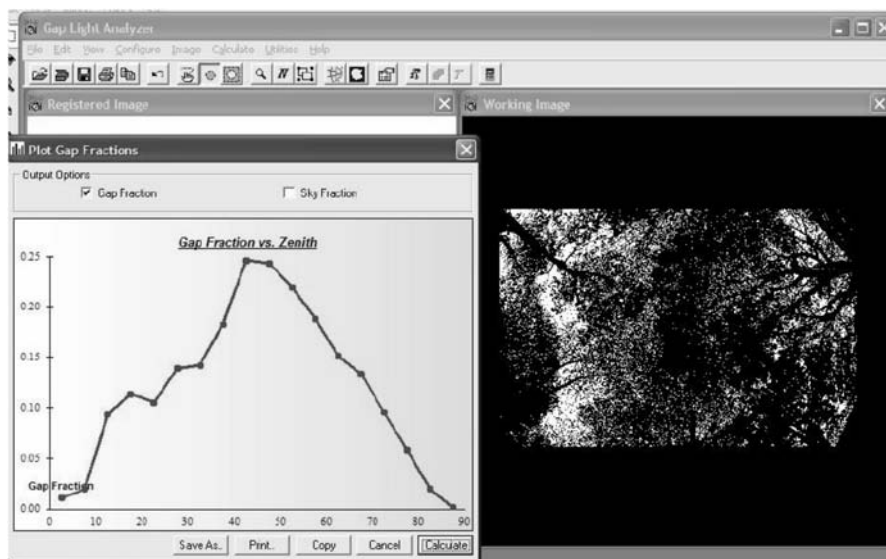 Gap Light Analyzer
File Edit View Configure Image Calculate Utilities Help
Registered Image
Working Image
Plot Gap Fractions
Output Options
Gap Fraction
Sky Fraction
Gap Fraction vs. Zenith
0.25
0.20
0.15
0.10
0.05
Gap Fraction
0.00
0 10 20 30 40 50 60 70 80 90
Save As.. Print.. Copy Cancel Calculate